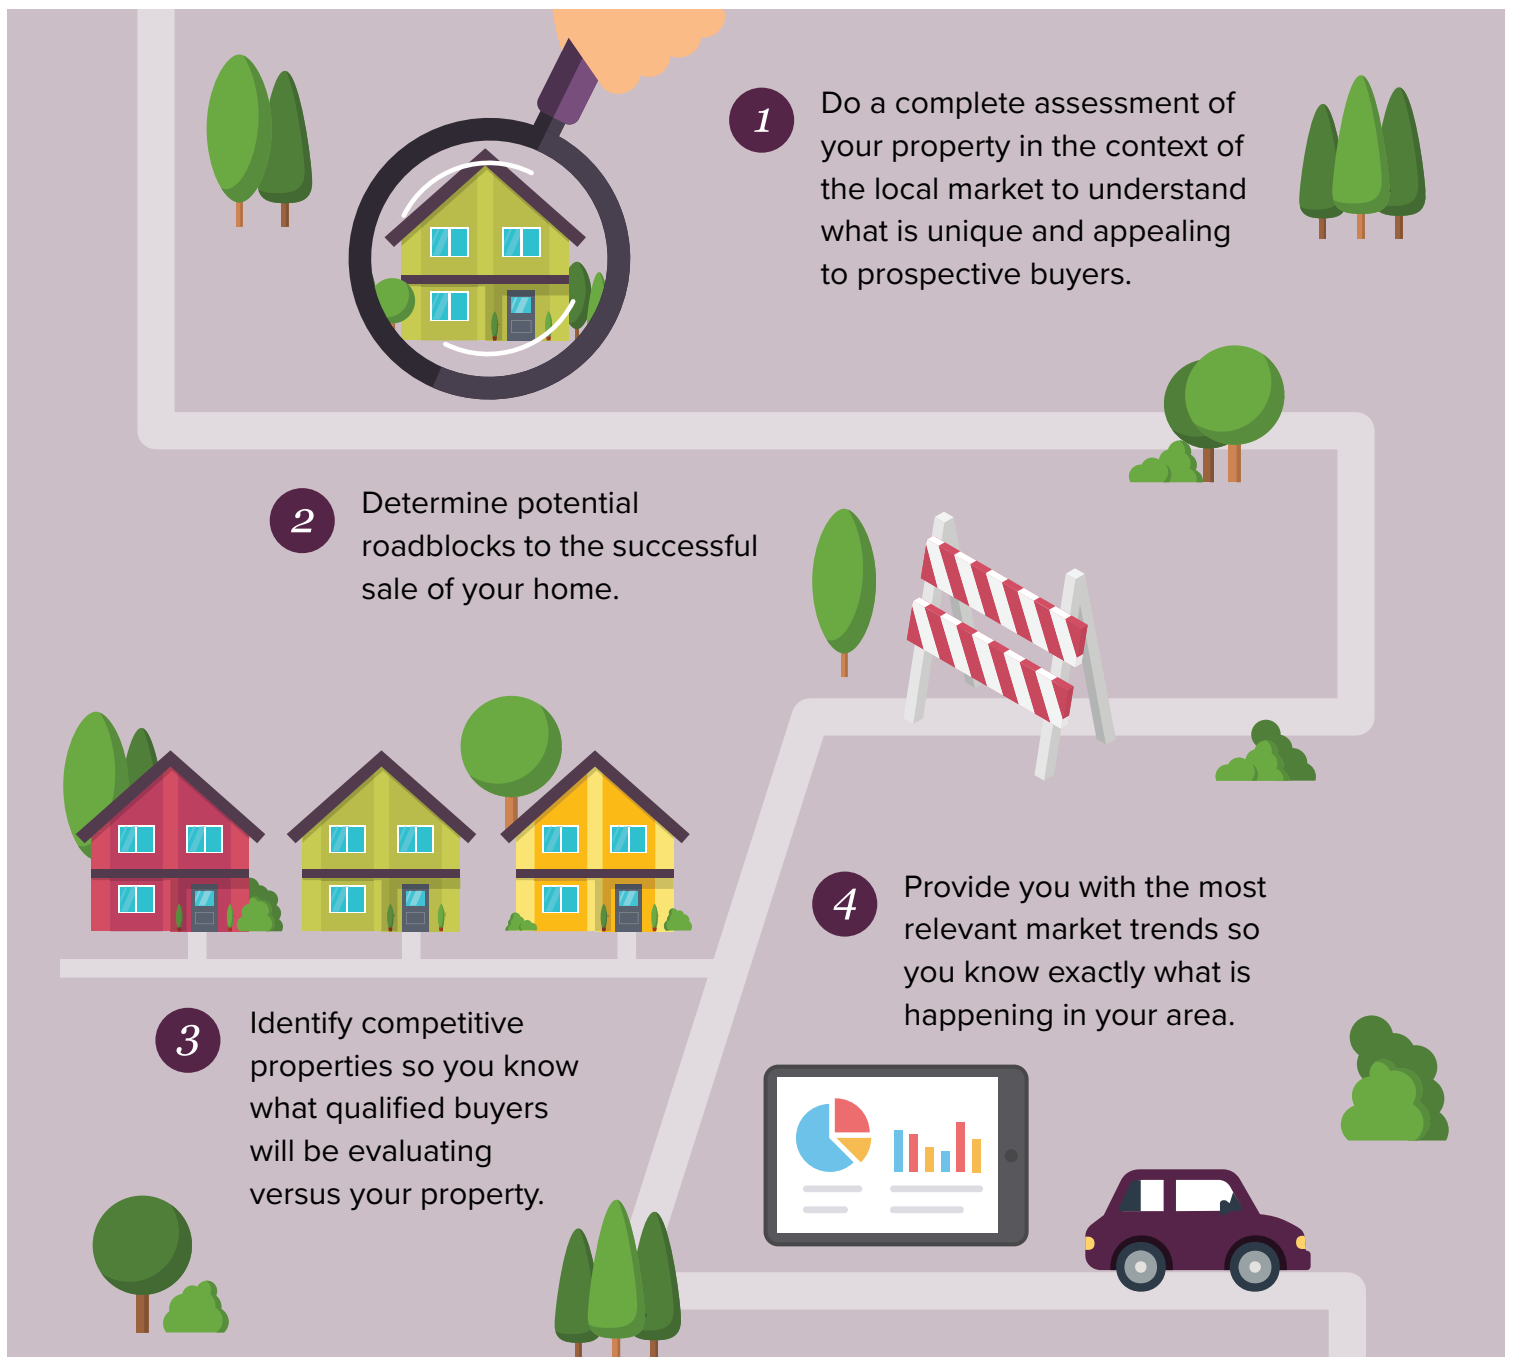 1
Do a complete assessment of
your property in the context of
the local market to understand
what is unique and appealing
to prospective buyers.
2
Determine potential
roadblocks to the successful
sale of your home.
3
Identify competitive
properties so you know
what qualified buyers
will be evaluating
versus your property.
4
Provide you with the most
relevant market trends so
you know exactly what is
happening in your area.